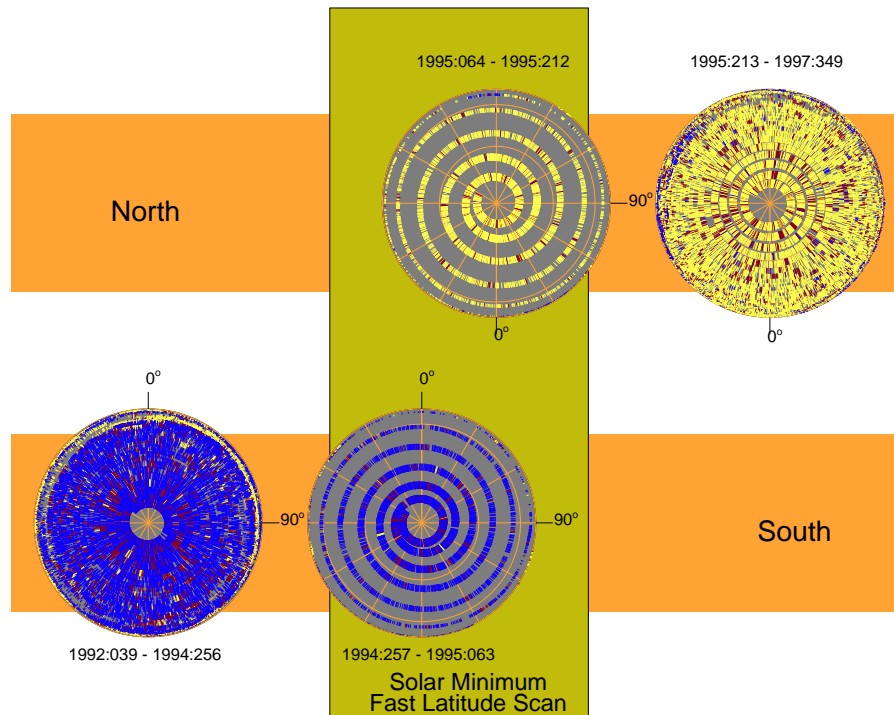 1995:064 - 1995:212
1995:213 - 1997:349
North
90°
0°
0°
0°
0°
90°
90°
South
1992:039 - 1994:256
1994:257 - 1995:063
Solar Minimum
Fast Latitude Scan